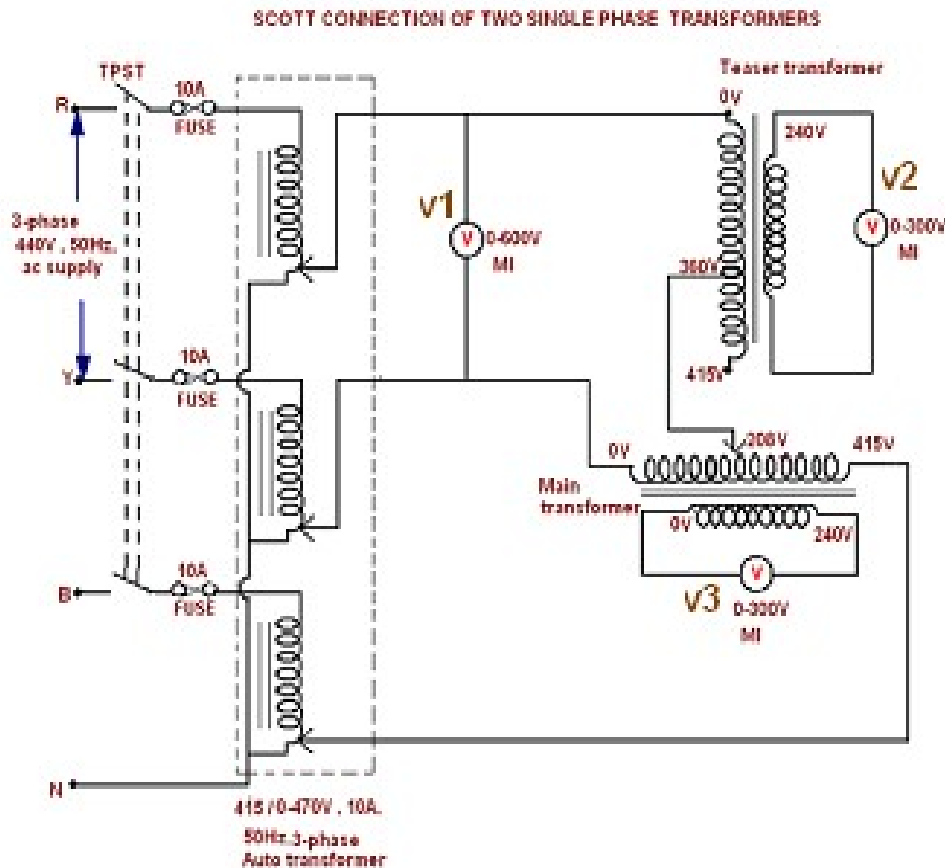 SCOTT CONNECTION OF TWO SINGLE PHASE TRANSFORMERS
TPST
10A
R
FUSE
Teaser transformer
0V
240V
v1
v2
3-phase
440V , 50Hz,
ac supply
V
0-600V
MI
V
0-300V
MI
360V
10A
Y
FUSE
415V
0V
208V
415V
Main
transformer
0V
240V
10A
B
FUSE
V
v3
0-300V
MI
N
415 / 0-470V , 10A,
50Hz,3-phase
Auto transformer